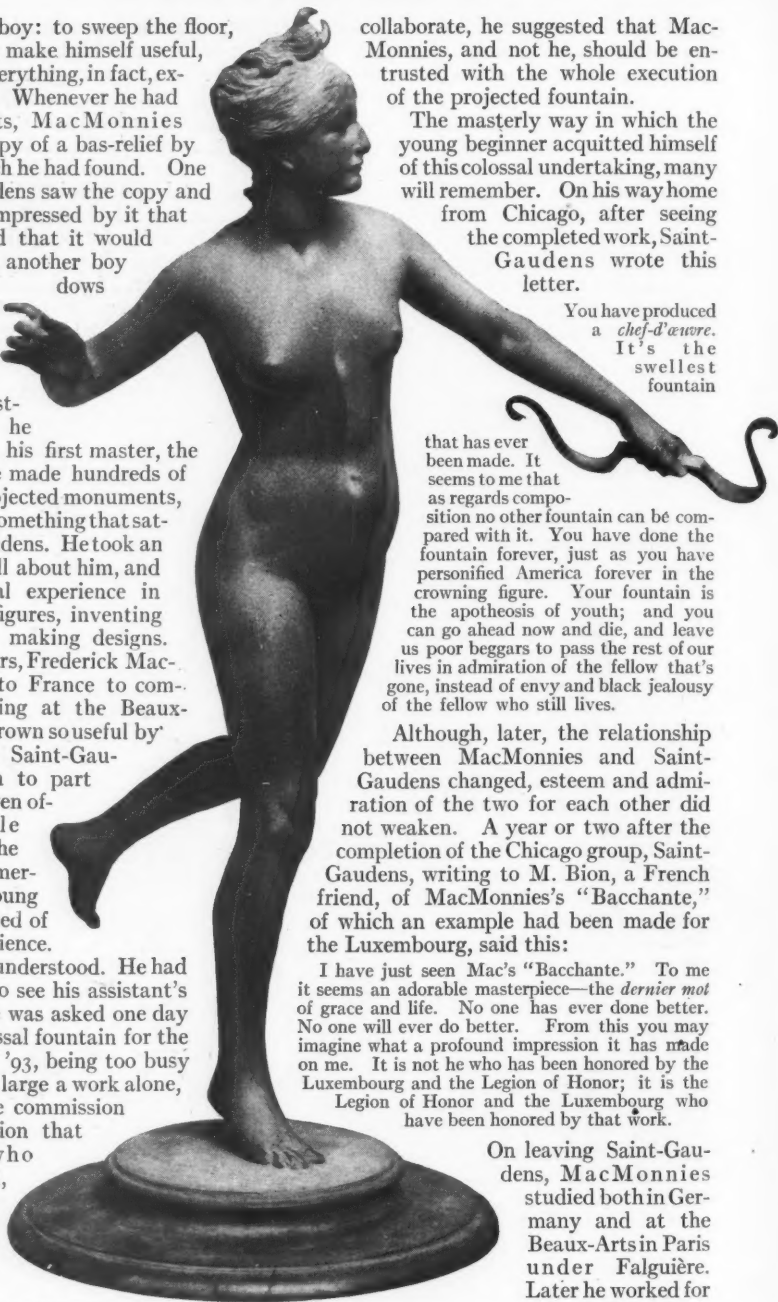 boy: to sweep the floor,
make himself useful,
erything, in fact, ex-
Whenever he had
s, MacMonnies
py of a bas-relief by
h he had found. One
dens saw the copy and
mpressed by it that
d that it would
another boy
dows
st-
he
his first master, the
e made hundreds of
jected monuments,
omething that sat-
dens. He took an
ll about him, and
al experience in
igures, inventing
making designs.
rs, Frederick Mac-
to France to com-
ing at the Beaux-
rown so useful by
Saint-Gau-
n to part
en of-
le
he
mer-
oung
ed of
ience.
understood. He had
o see his assistant's
was asked one day
ssal fountain for the
'93, being too busy
large a work alone,
e commission
ion that
who
,
collaborate, he suggested that Mac-
Monnies, and not he, should be en-
trusted with the whole execution
of the projected fountain.
The masterly way in which the
young beginner acquitted himself
of this colossal undertaking, many
will remember. On his way home
from Chicago, after seeing
the completed work, Saint-
Gaudens wrote this
letter.
You have produced
a chef-d'œuvre.
It's the
swellest
fountain
that has ever
been made. It
seems to me that
as regards compo-
sition no other fountain can be com-
pared with it. You have done the
fountain forever, just as you have
personified America forever in the
crowning figure. Your fountain is
the apotheosis of youth; and you
can go ahead now and die, and leave
us poor beggars to pass the rest of our
lives in admiration of the fellow that's
gone, instead of envy and black jealousy
of the fellow who still lives.
Although, later, the relationship
between MacMonnies and Saint-
Gaudens changed, esteem and admi-
ration of the two for each other did
not weaken. A year or two after the
completion of the Chicago group, Saint-
Gaudens, writing to M. Bion, a French
friend, of MacMonnies's "Bacchante,"
of which an example had been made for
the Luxembourg, said this:
I have just seen Mac's "Bacchante." To me
it seems an adorable masterpiece—the dernier mot
of grace and life. No one has ever done better.
No one will ever do better. From this you may
imagine what a profound impression it has made
on me. It is not he who has been honored by the
Luxembourg and the Legion of Honor; it is the
Legion of Honor and the Luxembourg who
have been honored by that work.
On leaving Saint-Gau-
dens, MacMonnies
studied both in Ger-
many and at the
Beaux-Arts in Paris
under Falguière.
Later he worked for